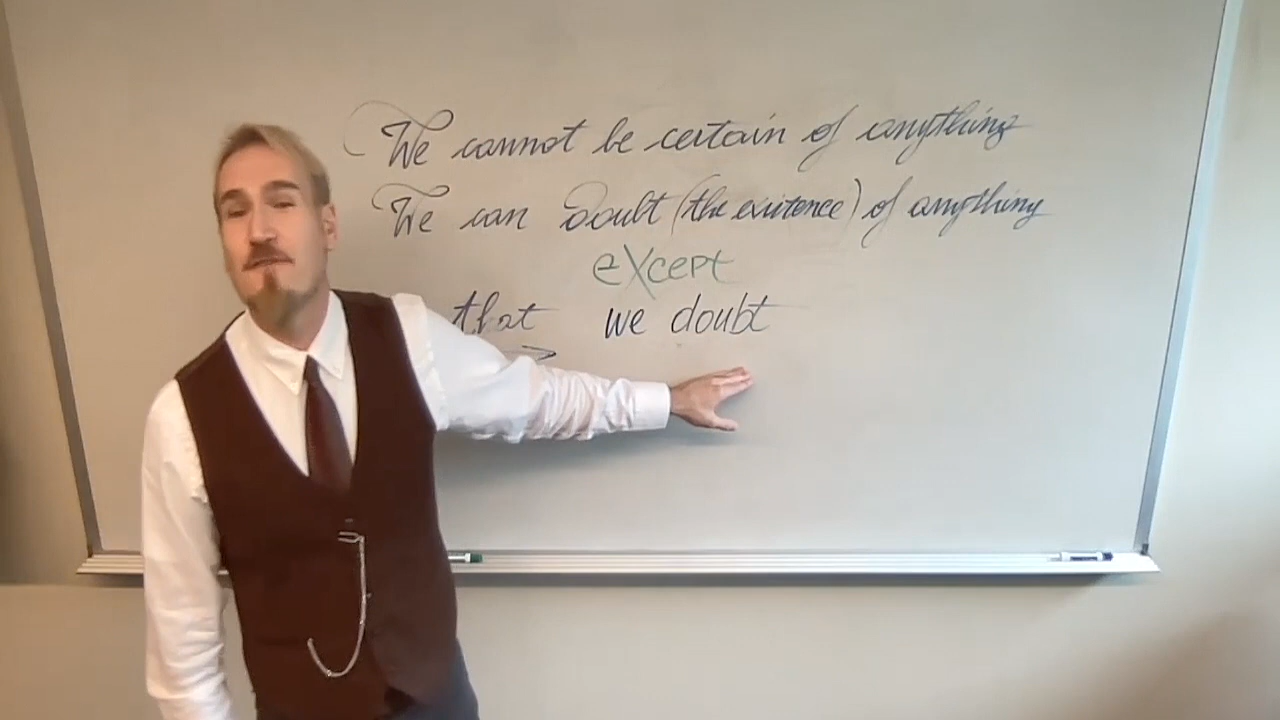 We cannot be certain of anything
We can doubt (the existence) of anything
except
that we doubt